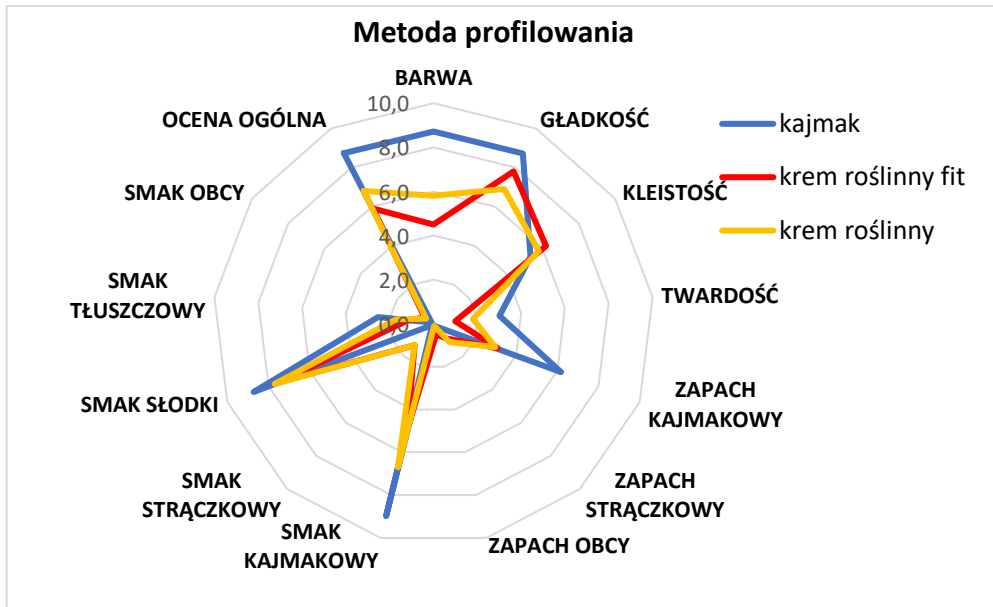 Metoda profilowania
BARWA
GŁADKOŚĆ
KLEISTOŚĆ
TWARDOŚĆ
ZAPACH
KAJMAKOWY
ZAPACH
STRĄCZKOWY
ZAPACH OBCY
SMAK
KAJMAKOWY
SMAK
STRĄCZKOWY
SMAK SŁODKI
SMAK
TŁUSZCZOWY
SMAK OBCY
OCENA OGÓLNA
10,0
8,0
6,0
4,0
2,0
0,0
kajmak
krem roślinny fit
krem roślinny